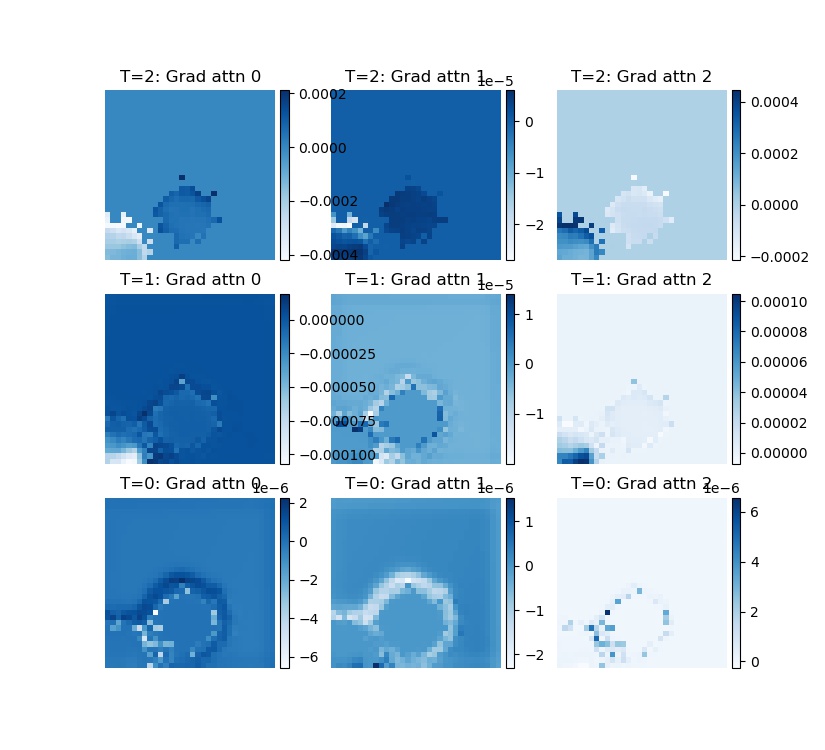 T=2: Grad attn 0
T=2: Grad attn 1
1e−5
T=2: Grad attn 2
0.0002
0.0000
−0.0002
−0.0004
0
−1
−2
0.0004
0.0002
0.0000
−0.0002
T=1: Grad attn 0
T=1: Grad attn 1
1e−5
T=1: Grad attn 2
0.000000
−0.000025
−0.000050
−0.000075
−0.000100
1
0
−1
0.00010
0.00008
0.00006
0.00004
0.00002
0.00000
T=0: Grad attn 0
1e−6
T=0: Grad attn 1
1e−6
T=0: Grad attn 2
1e−6
2
0
−2
−4
−6
1
0
−1
−2
6
4
2
0